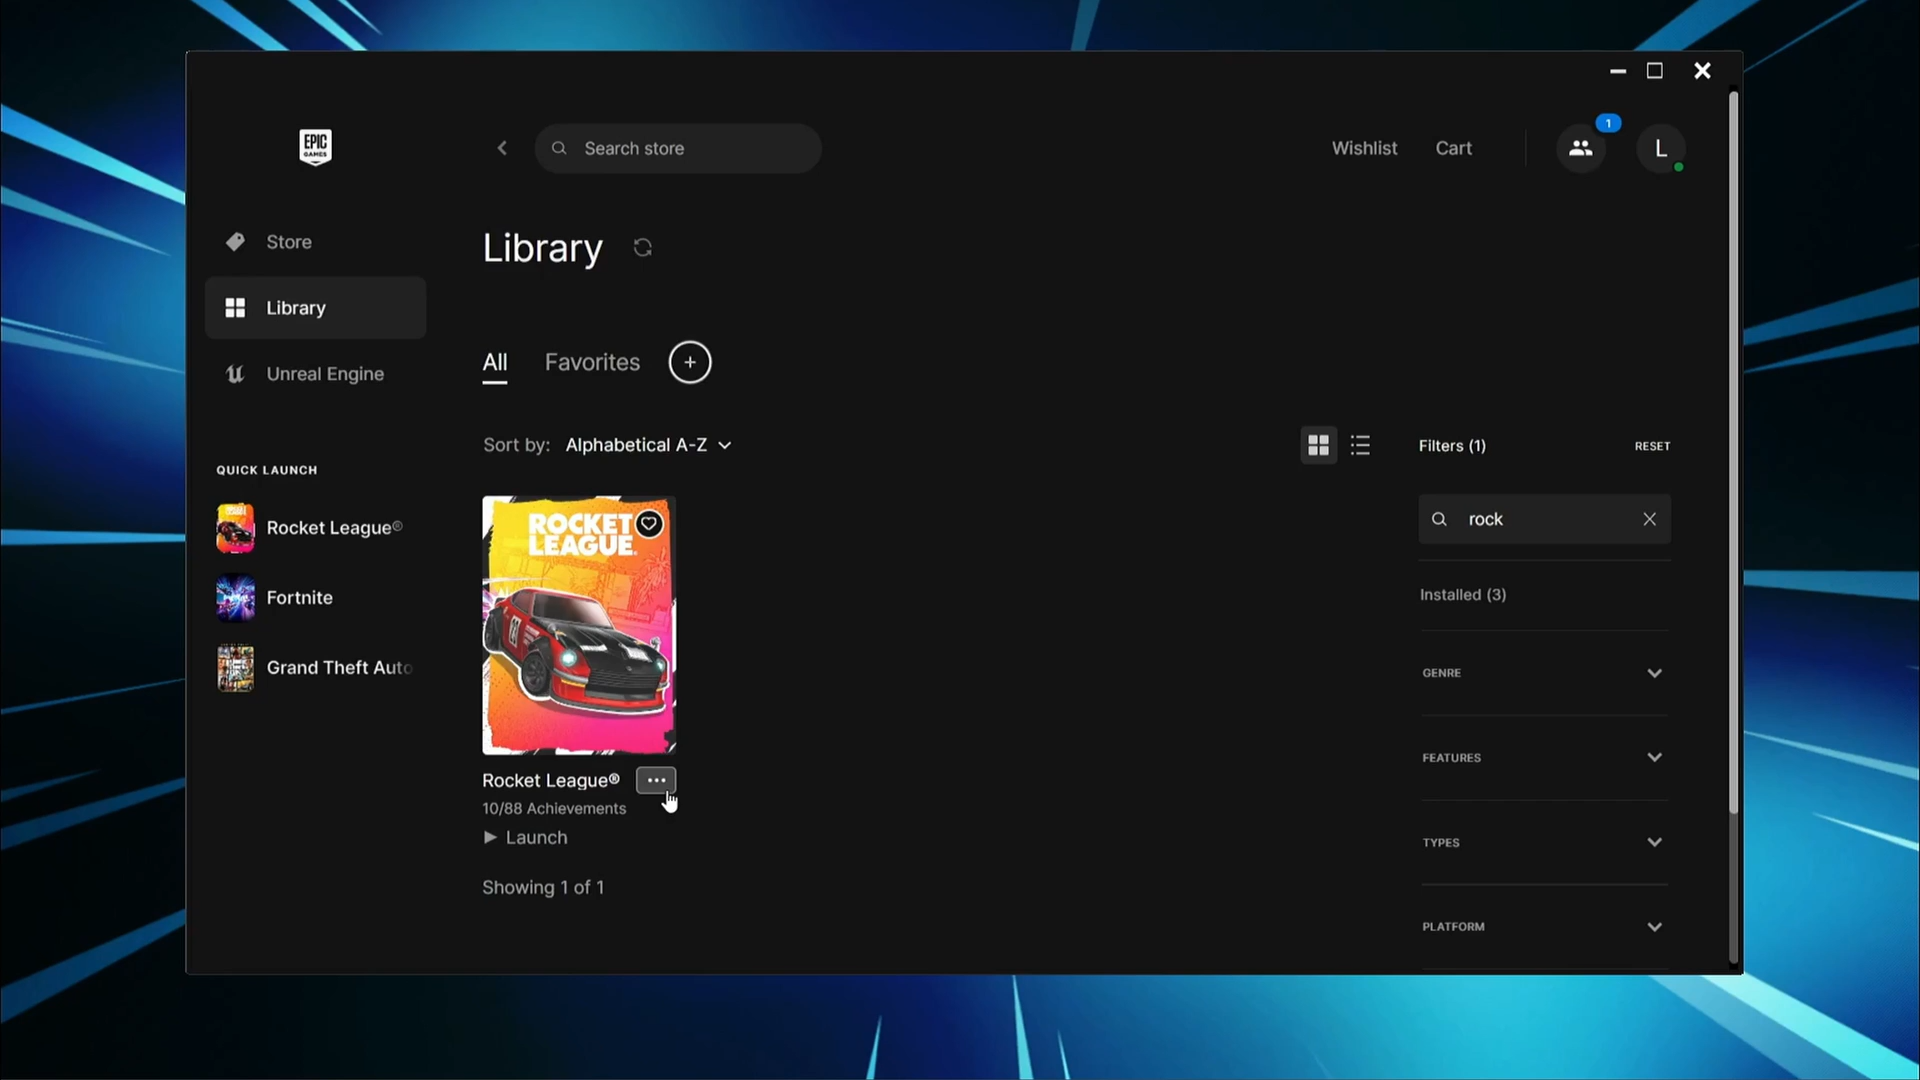 EPIC
GAMES
Search store
Wishlist
Cart
1
L
Store
Library
Unreal Engine
QUICK LAUNCH
Rocket League®
Fortnite
Grand Theft Auto
Library
All
Favorites
+
Sort by: Alphabetical A-Z
ROCKET
LEAGUE
Rocket League®
10/88 Achievements
Launch
Showing 1 of 1
Filters (1)
RESET
rock
Installed (3)
GENRE
FEATURES
TYPES
PLATFORM